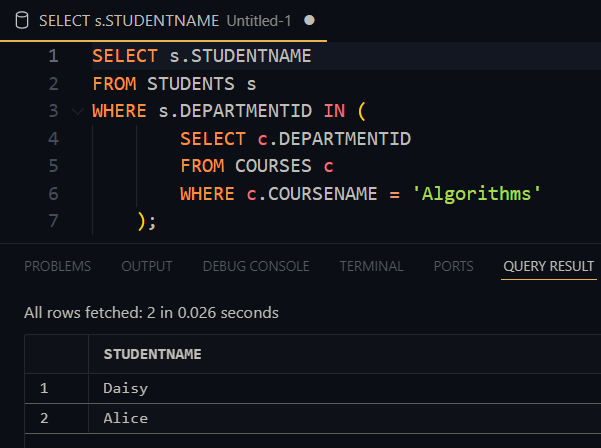 SELECT s.STUDENTNAME Untitled-1
1 SELECT s.STUDENTNAME
2 FROM STUDENTS s
3 WHERE s.DEPARTMENTID IN (
4 SELECT c.DEPARTMENTID
5 FROM COURSES c
6 WHERE c.COURSENAME = 'Algorithms'
7 );
PROBLEMS OUTPUT DEBUG CONSOLE TERMINAL PORTS QUERY RESULT
All rows fetched: 2 in 0.026 seconds
STUDENTNAME
1 Daisy
2 Alice